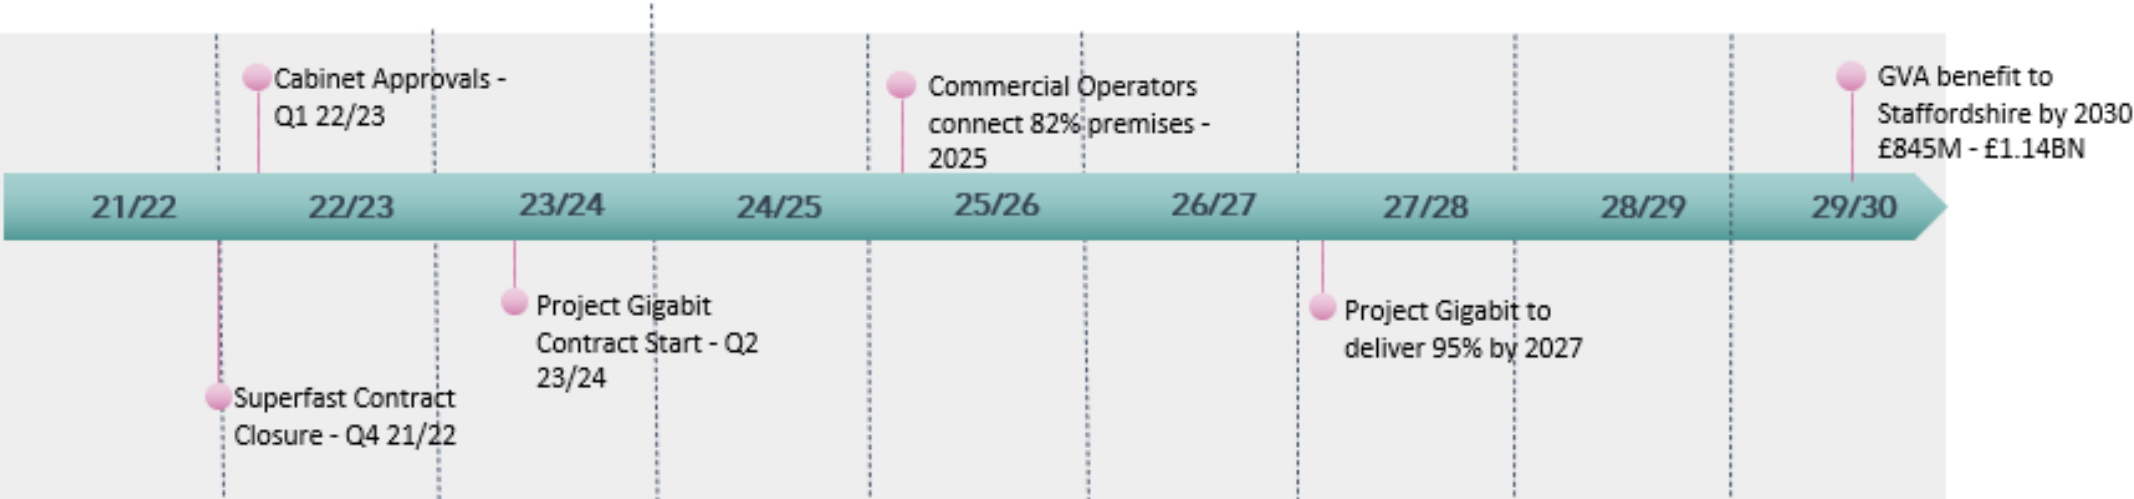 Cabinet Approvals -
Q1 22/23
Commercial Operators
connect 82% premises -
2025
GVA benefit to
Staffordshire by 2030
£845M - £1.14BN
21/22
22/23
23/24
24/25
25/26
26/27
27/28
28/29
29/30
Superfast Contract
Closure - Q4 21/22
Project Gigabit
Contract Start - Q2
23/24
Project Gigabit to
deliver 95% by 2027